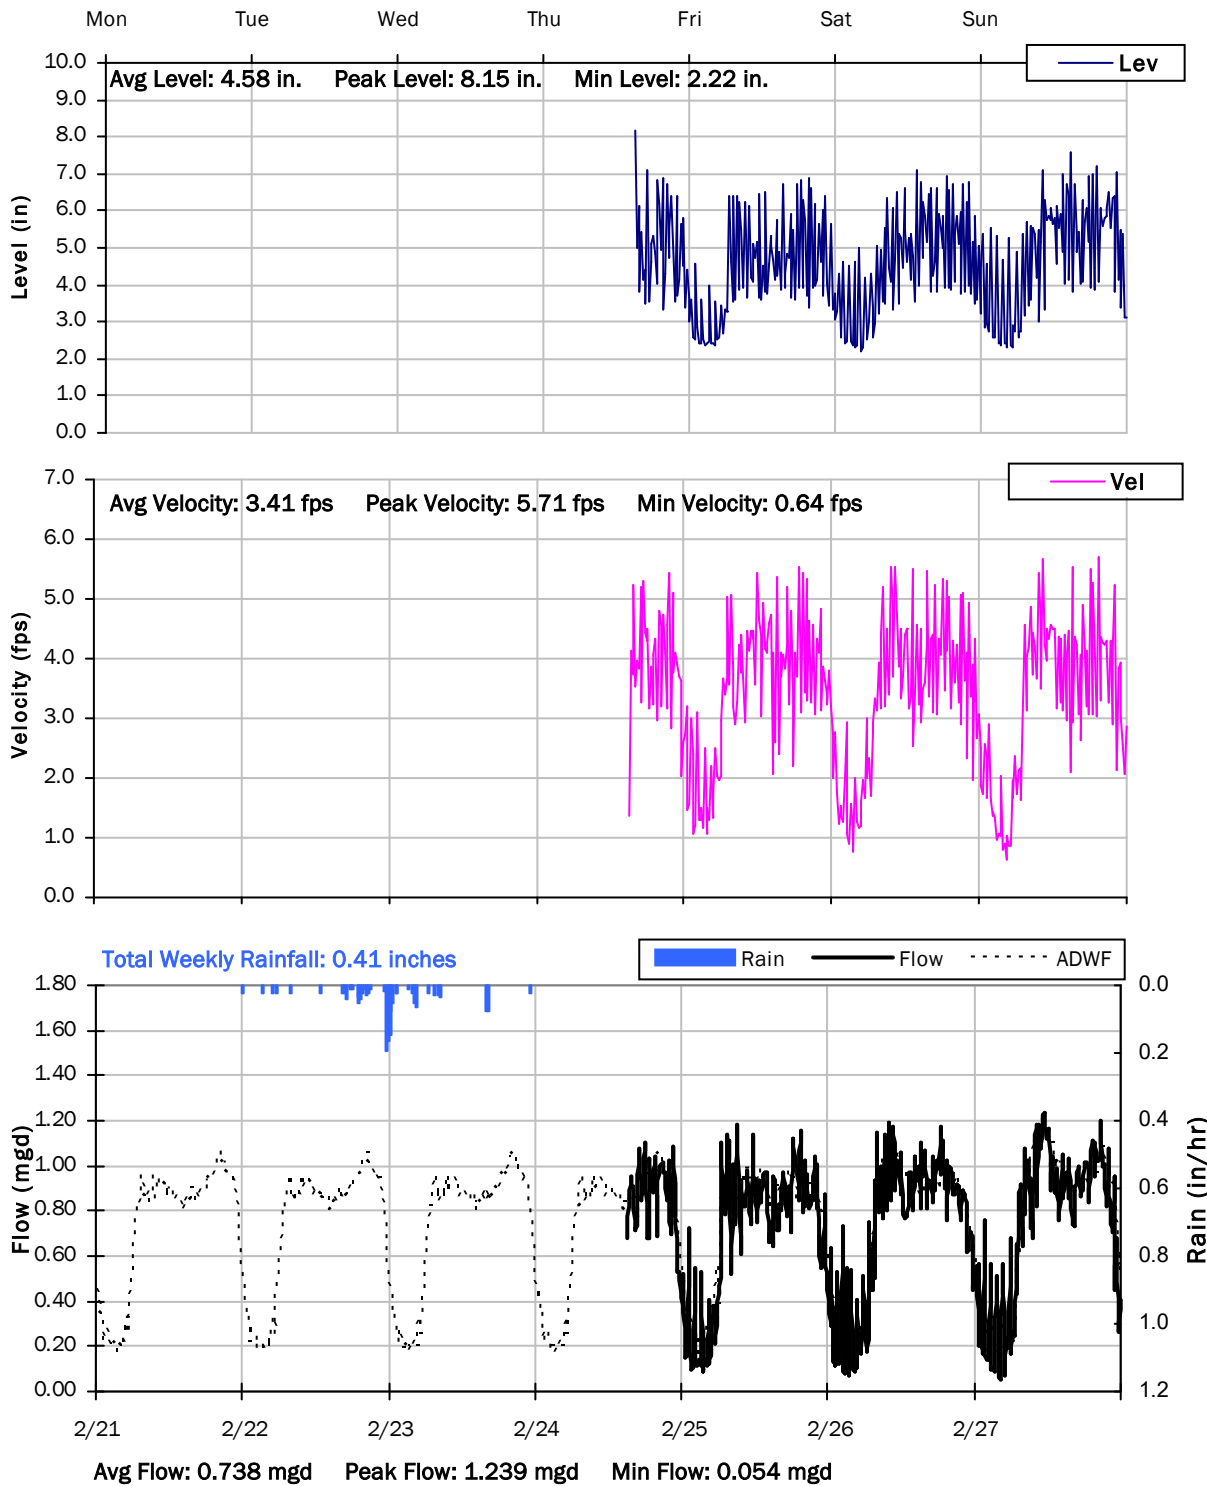 Mon Tue Wed Thu Fri Sat Sun
Lev
Avg Level: 4.58 in. Peak Level: 8.15 in. Min Level: 2.22 in.
10.0
9.0
8.0
7.0
6.0
5.0
4.0
3.0
2.0
1.0
0.0
Level (in)
Vel
Avg Velocity: 3.41 fps Peak Velocity: 5.71 fps Min Velocity: 0.64 fps
7.0
6.0
5.0
4.0
3.0
2.0
1.0
0.0
Velocity (fps)
Total Weekly Rainfall: 0.41 inches
Rain Flow ADWF
1.80
1.60
1.40
1.20
1.00
0.80
0.60
0.40
0.20
0.00
Flow (mgd)
0.0
0.2
0.4
0.6
0.8
1.0
1.2
Rain (in/hr)
2/21 2/22 2/23 2/24 2/25 2/26 2/27
Avg Flow: 0.738 mgd Peak Flow: 1.239 mgd Min Flow: 0.054 mgd